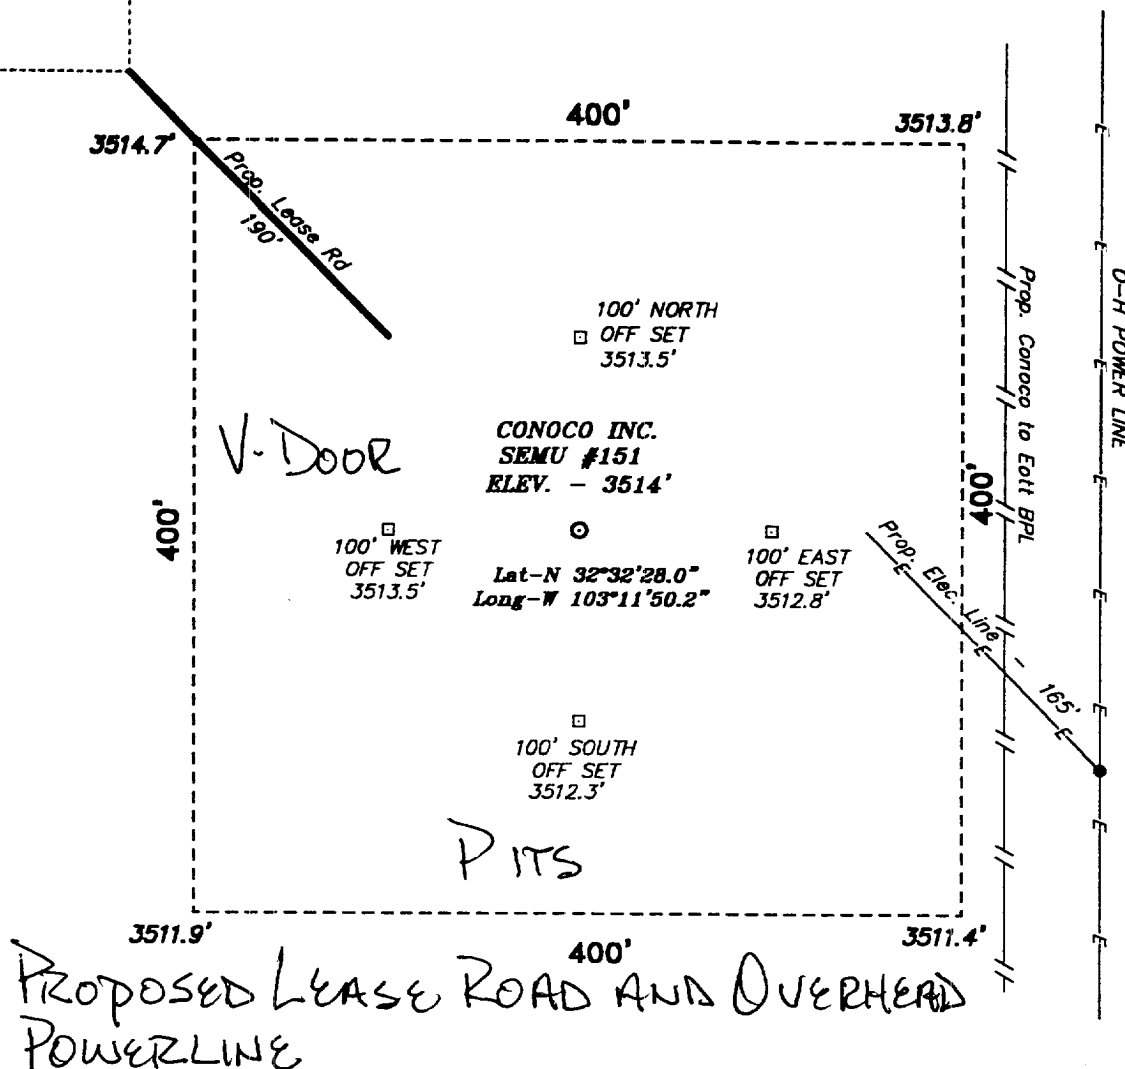 400'
3514.7'
3513.8'
Prop. Lease Rd
190'
100' NORTH
OFF SET
3513.5'
V-DOOR
CONOCO INC.
SEMU #151
ELEV. - 3514'
400'
400'
Prop. Conoco to Eott BPL
O-H POWER LINE
100' WEST
OFF SET
3513.5'
Lat-N 32°32'28.0"
Long-W 103°11'50.2"
100' EAST
OFF SET
3512.8'
Prop. Elec. Line - 165'
E
E
E
E
E
E
E
E
E
E
E
100' SOUTH
OFF SET
3512.3'
PITS
3511.9'
400'
3511.4'
PROPOSED LEASE ROAD AND OVERHEAD
POWERLINE